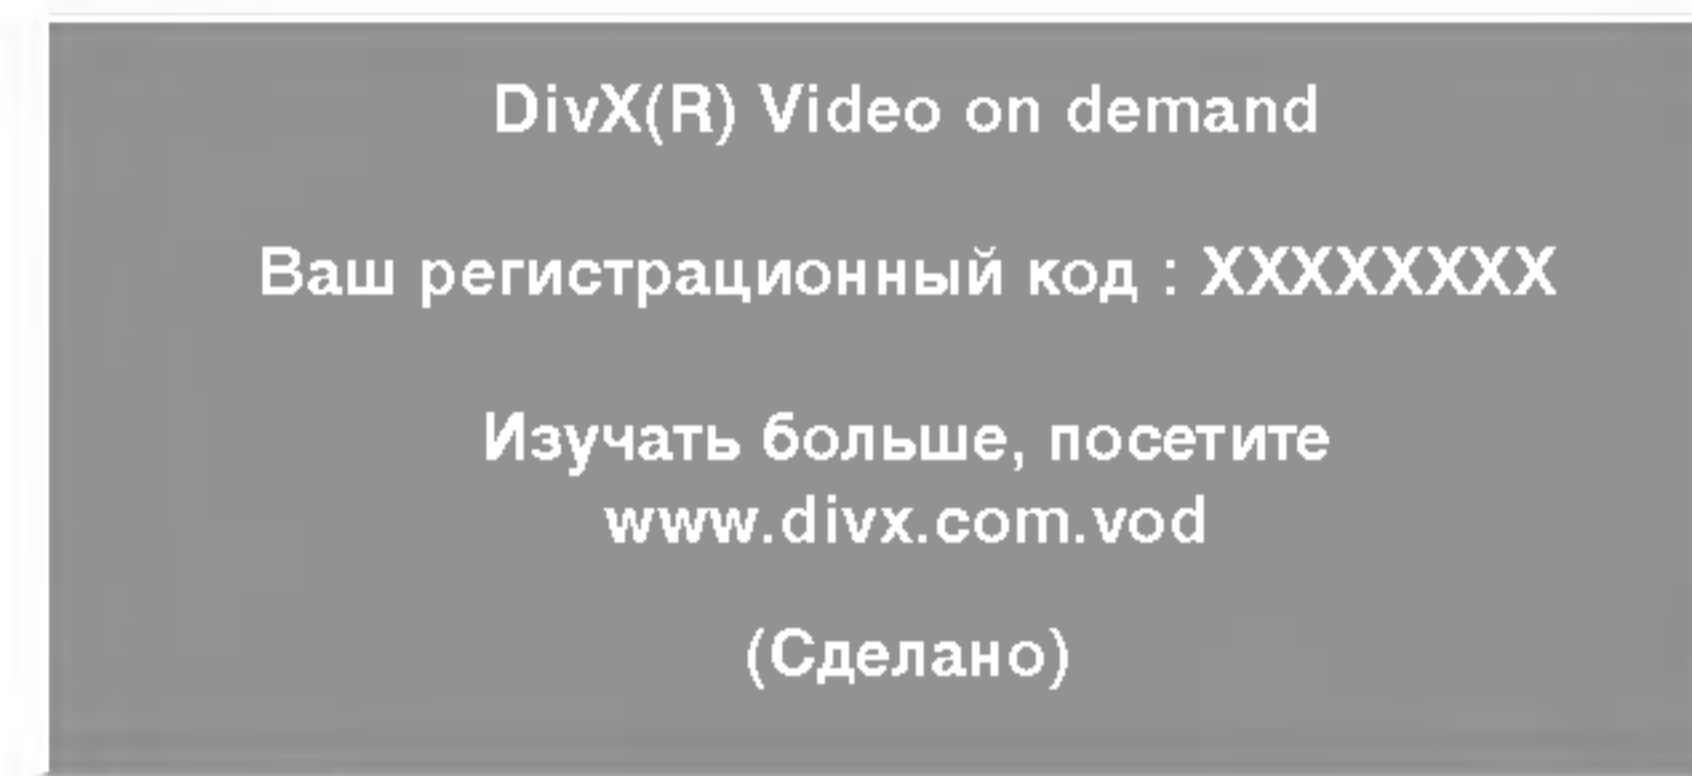 DivX(R) Video on demand
Ваш регистрационный код : XXXXXXXX
Изучать больше, посетите
www.divx.com.vod
(Сделано)